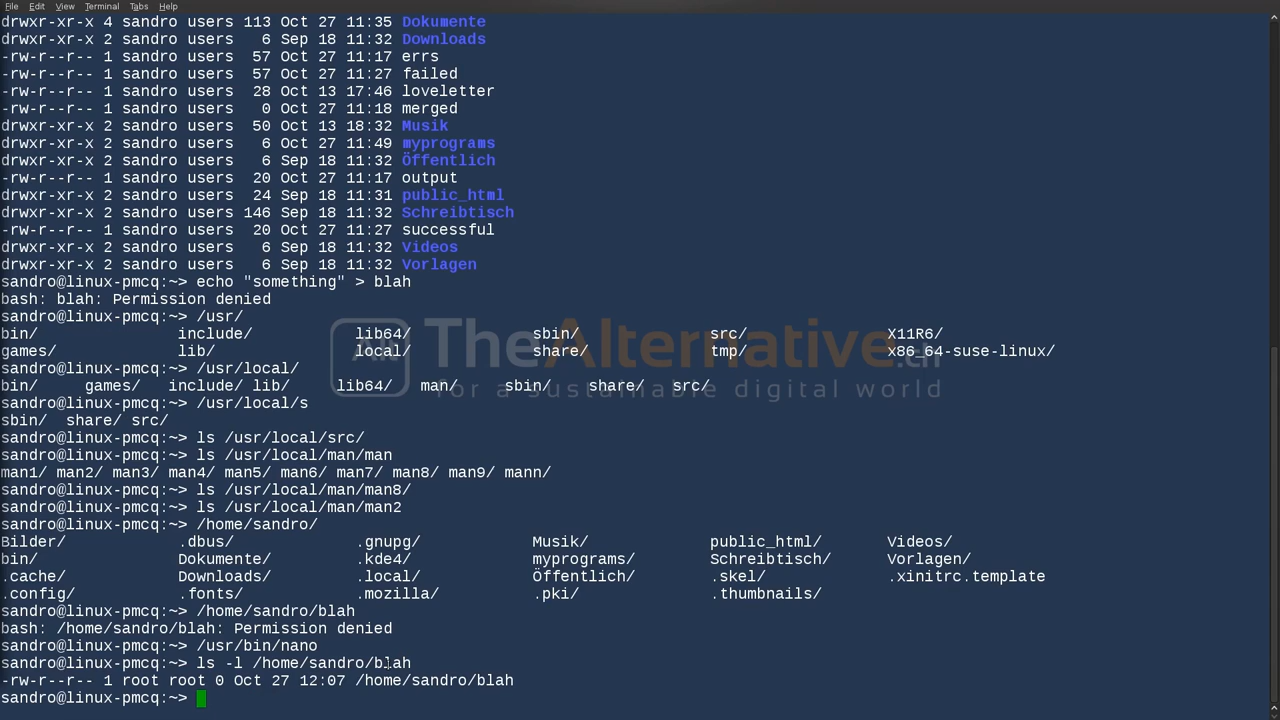 File Edit View Terminal Tabs Help
drwxr-xr-x 4 sandro users 113 Oct 27 11:35 Dokumente
drwxr-xr-x 2 sandro users   6 Sep 18 11:32 Downloads
-rw-r--r-- 1 sandro users  57 Oct 27 11:17 errs
-rw-r--r-- 1 sandro users  57 Oct 27 11:27 failed
-rw-r--r-- 1 sandro users  28 Oct 13 17:46 loveletter
-rw-r--r-- 1 sandro users   0 Oct 27 11:18 merged
drwxr-xr-x 2 sandro users  50 Oct 13 18:32 Musik
drwxr-xr-x 2 sandro users   6 Oct 27 11:49 myprograms
drwxr-xr-x 2 sandro users   6 Sep 18 11:32 Öffentlich
-rw-r--r-- 1 sandro users  20 Oct 27 11:27 output
drwxr-xr-x 2 sandro users  24 Sep 18 11:31 public_html
drwxr-xr-x 2 sandro users 146 Sep 18 11:32 Schreibtisch
-rw-r--r-- 1 sandro users  20 Oct 27 11:27 successful
drwxr-xr-x 2 sandro users   6 Sep 18 11:32 Videos
drwxr-xr-x 2 sandro users   6 Sep 18 11:32 Vorlagen
sandro@linux-pmcq:~> echo "something" > blah
bash: blah: Permission denied
sandro@linux-pmcq:~> /usr/
bin/ include/ lib64/ sbin/ src/ X11R6/
games/ lib/ local/ share/ tmp/ x86_64-suse-linux/
TheAlternative.ch
sandro@linux-pmcq:~> /usr/local/
bin/ games/ include/ lib/ lib64/ man/ sbin/ share/ src/
for a sustainable digital world
sandro@linux-pmcq:~> /usr/local/s
sbin/ share/ src/
sandro@linux-pmcq:~> ls /usr/local/src/
sandro@linux-pmcq:~> ls /usr/local/man/man
man1/ man2/ man3/ man4/ man5/ man6/ man7/ man8/ man9/ mann/
sandro@linux-pmcq:~> ls /usr/local/man/man8/
sandro@linux-pmcq:~> ls /usr/local/man/man2
sandro@linux-pmcq:~> /home/sandro/
Bilder/ .dbus/ .gnupg/ Musik/ public_html/ Videos/
bin/ Dokumente/ .kde4/ myprograms/ Schreibtisch/ Vorlagen/
.cache/ Downloads/ .local/ Öffentlich/ .skel/ .xinitrc.template
.config/ .fonts/ .mozilla/ .pki/ .thumbnails/
sandro@linux-pmcq:~> /home/sandro/blah
bash: /home/sandro/blah: Permission denied
sandro@linux-pmcq:~> /usr/bin/nano
sandro@linux-pmcq:~> ls -l /home/sandro/blah
-rw-r--r-- 1 root root 0 Oct 27 12:07 /home/sandro/blah
sandro@linux-pmcq:~>